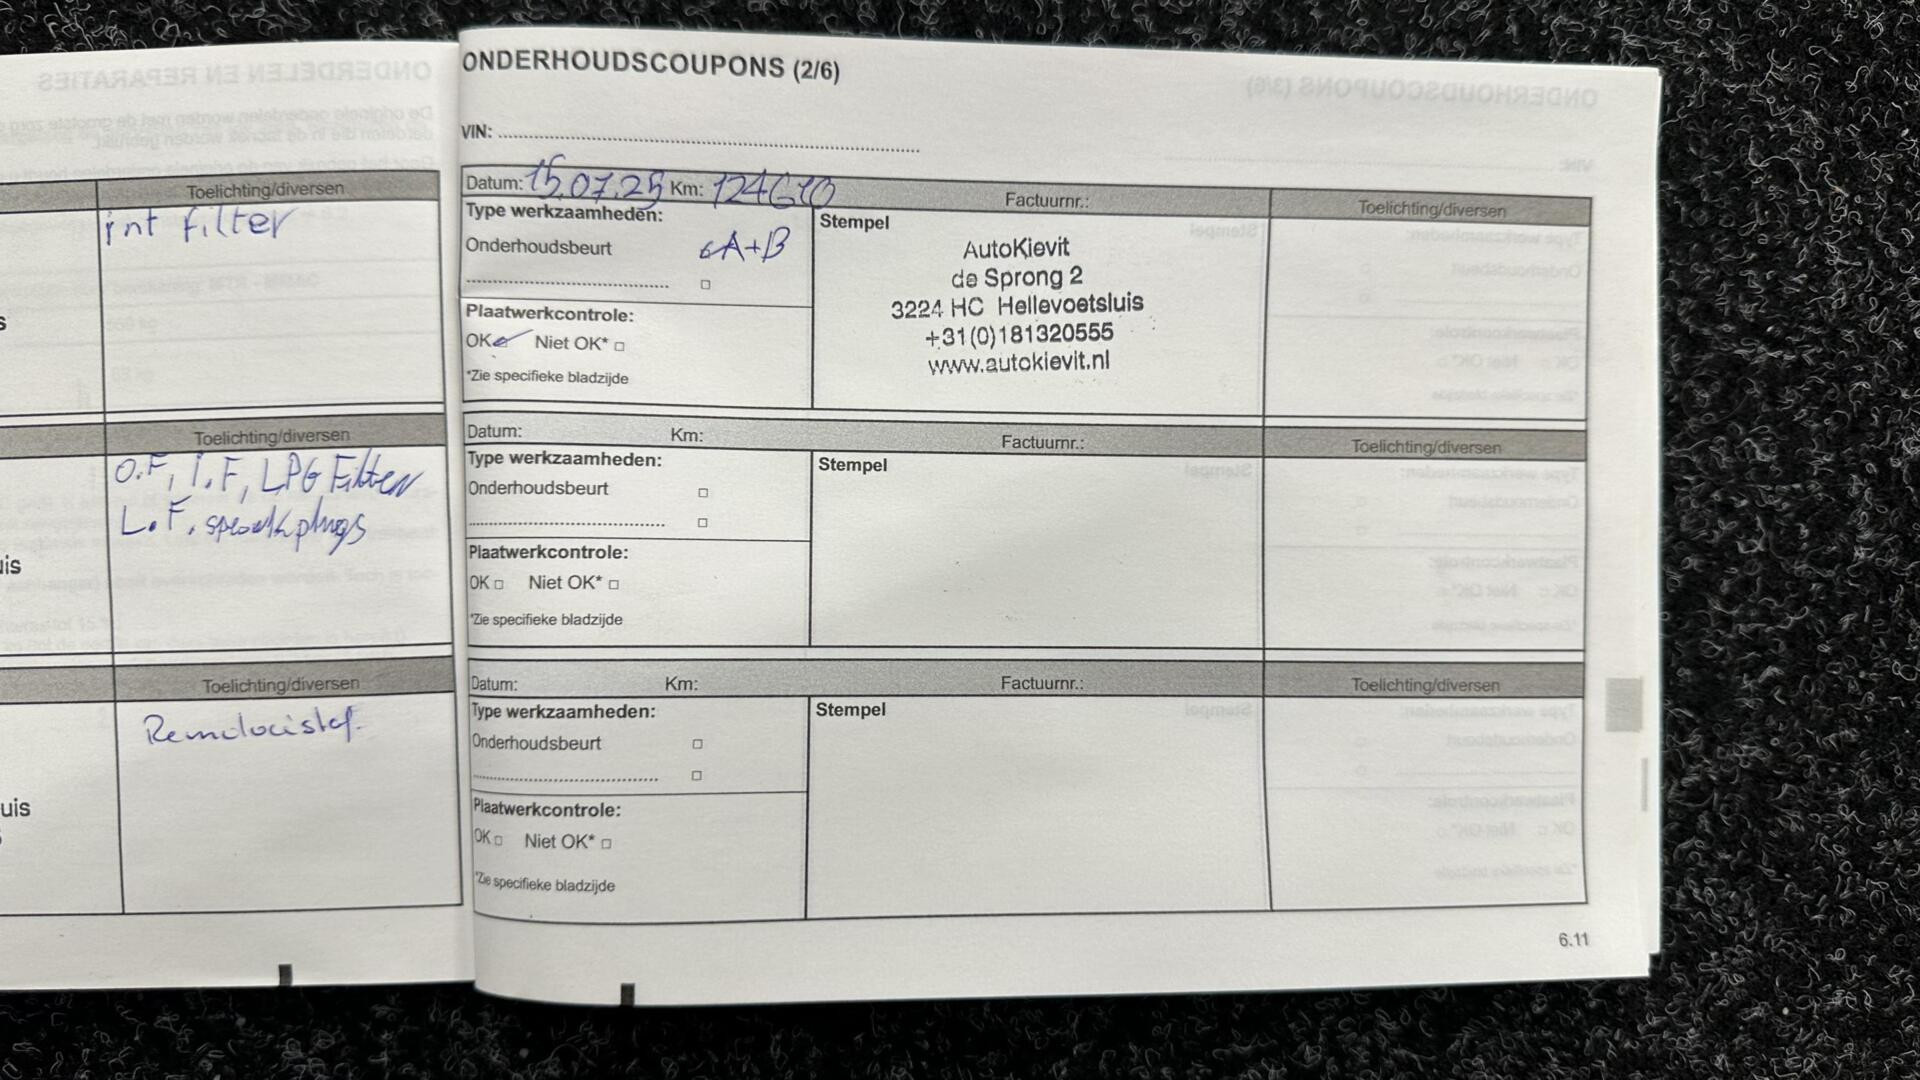 Toelichting/diversen
int filter
s
Toelichting/diversen
O.F, I.F, LPG Filter
L.F, sparkplugs
uis
Toelichting/diversen
uis
ONDERHOUDSCOUPONS (2/6)
VIN:
Datum: 15.07.25 Km: 124610 Factuurnr.: Toelichting/diversen
Type werkzaamheden:
Onderhoudsbeurt A+B
Plaatwerkcontrole:
OK Niet OK*
*Zie specifieke bladzijde
Stempel
AutoKievit
de Sprong 2
3224 HC Hellevoetsluis
+31(0)181320555
www.autokievit.nl
Datum: Km: Factuurnr.: Toelichting/diversen
Type werkzaamheden:
Onderhoudsbeurt
Plaatwerkcontrole:
OK Niet OK*
*Zie specifieke bladzijde
Stempel
Datum: Km: Factuurnr.: Toelichting/diversen
Type werkzaamheden:
Onderhoudsbeurt
Plaatwerkcontrole:
OK Niet OK*
*Zie specifieke bladzijde
Stempel
6.11